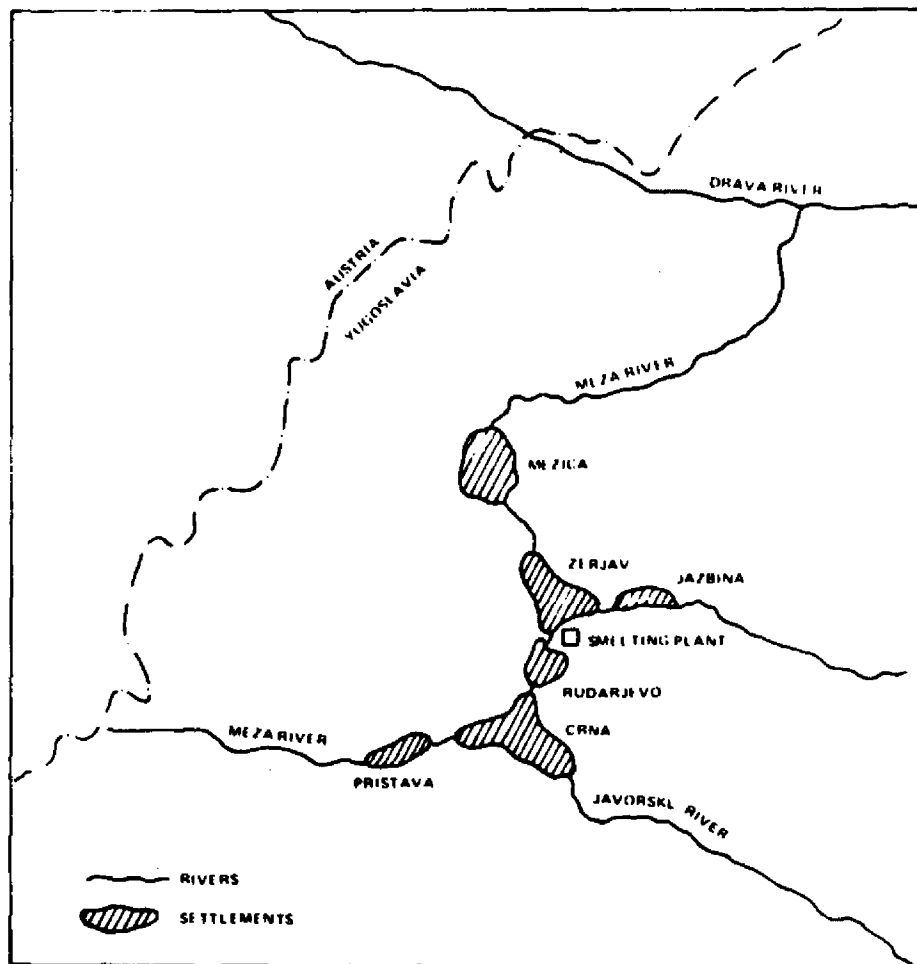 DRAVA RIVER
AUSTRIA
YUGOSLAVIA
MEZA RIVER
MEZICA
ZERJAV
JAZBINA
SMELTING PLANT
RUDARJEVO
CRNA
MEZA RIVER
PRISTAVA
JAVORSKI RIVER
RIVERS
SETTLEMENTS